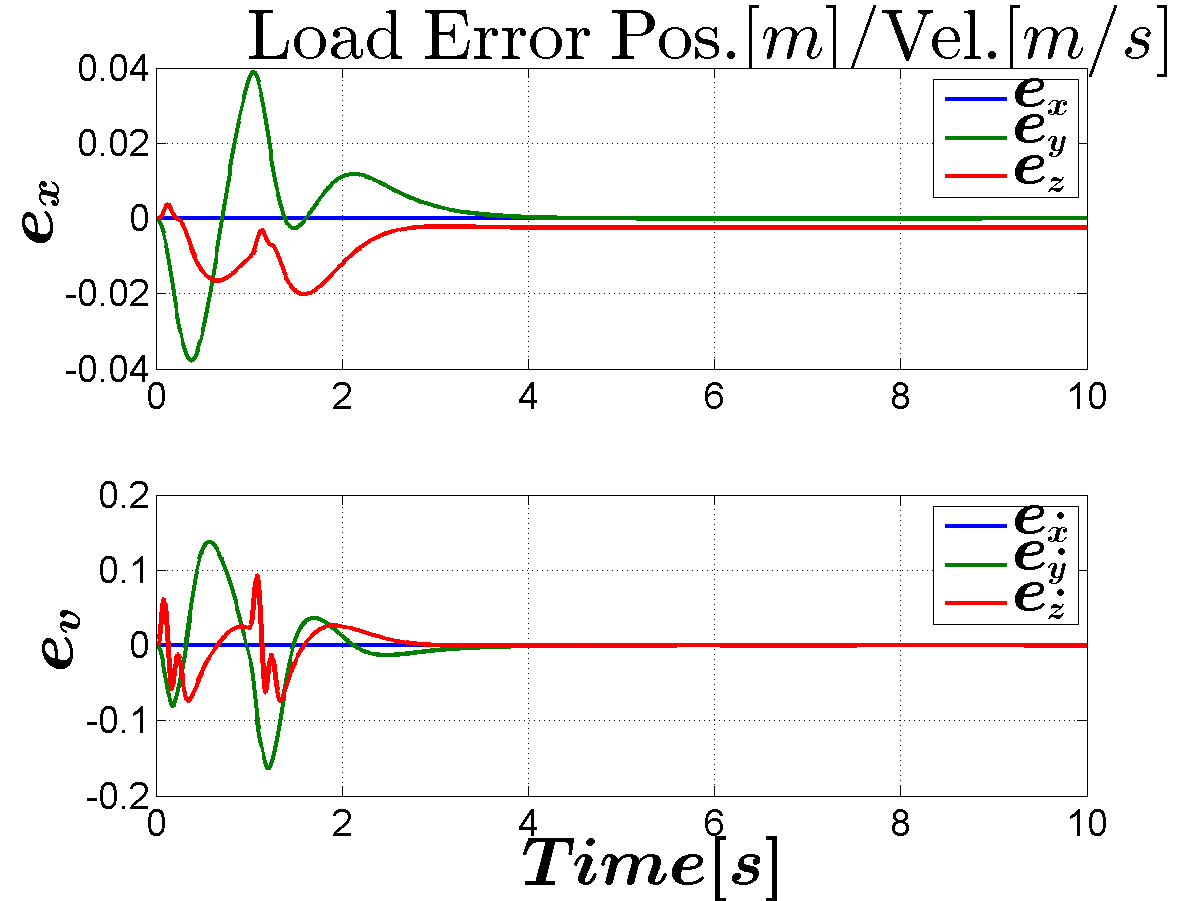 Load Error Pos.[m]/Vel.[m/s]
0.04
0.02
0
-0.02
-0.04
e_x
e_x
e_y
e_z
0 2 4 6 8 10
0.2
0.1
0
-0.1
-0.2
e_v
e_ẋ
e_ẏ
e_ż
0 2 4 6 8 10
Time[s]